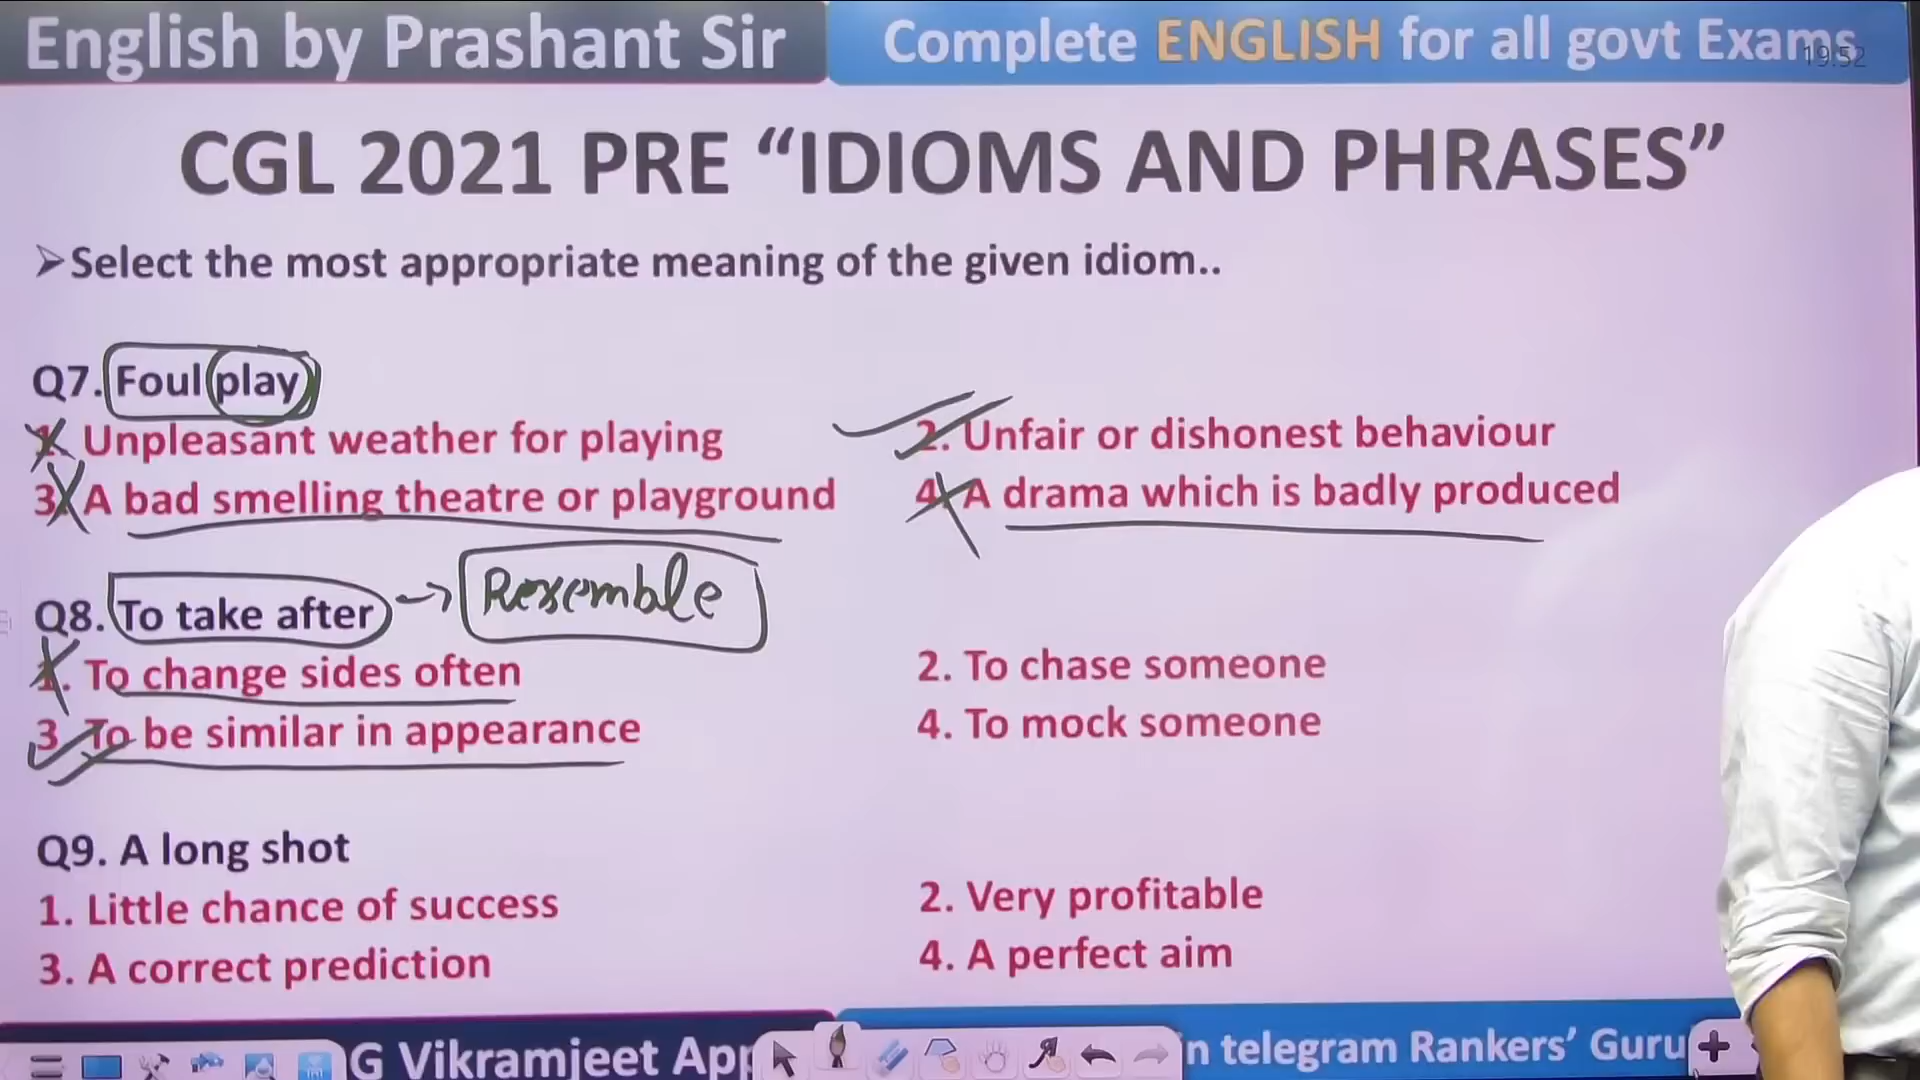 English by Prashant Sir
Complete ENGLISH for all govt Exams
19:52
CGL 2021 PRE “IDIOMS AND PHRASES”
➢Select the most appropriate meaning of the given idiom..
Q7. Foul play
1. Unpleasant weather for playing
2. Unfair or dishonest behaviour
3. A bad smelling theatre or playground
4. A drama which is badly produced
Q8. To take after → Resemble
1. To change sides often
2. To chase someone
3. To be similar in appearance
4. To mock someone
Q9. A long shot
1. Little chance of success
2. Very profitable
3. A correct prediction
4. A perfect aim
G Vikramjeet App
in telegram Rankers’ Guru